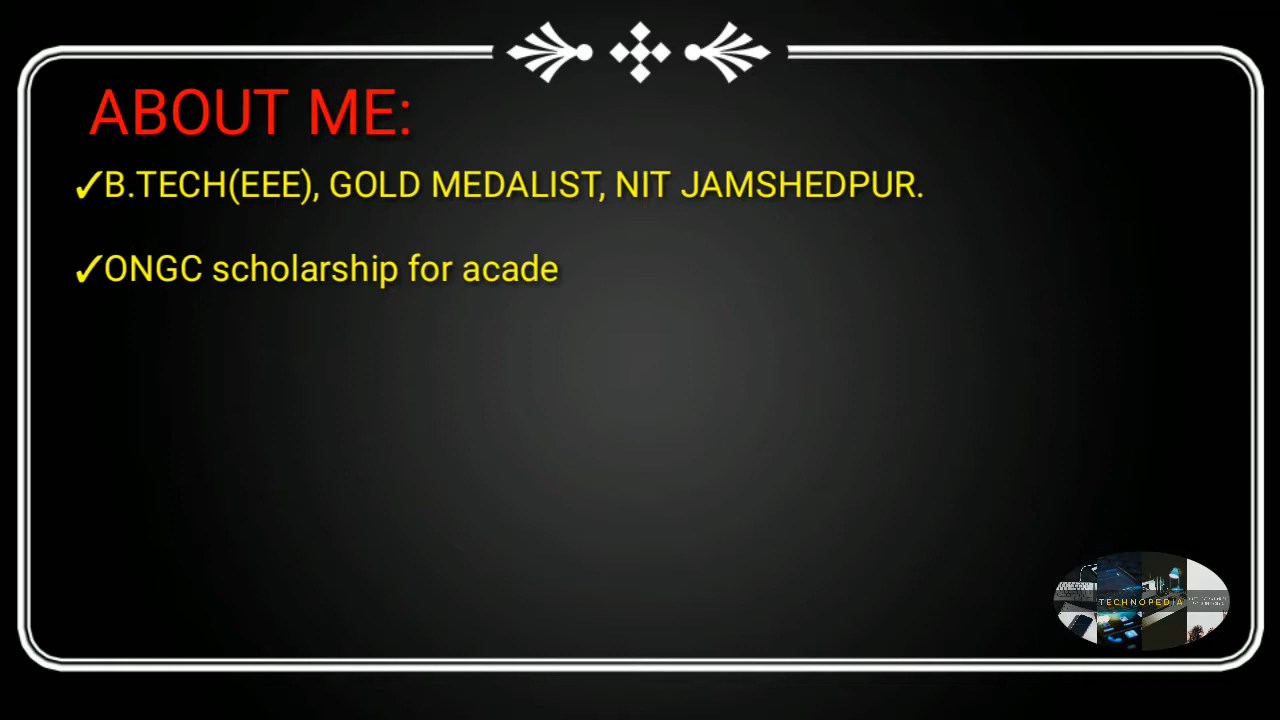 ABOUT ME:
✓B.TECH(EEE), GOLD MEDALIST, NIT JAMSHEDPUR.
✓ONGC scholarship for acade
TECHNOPEDIA